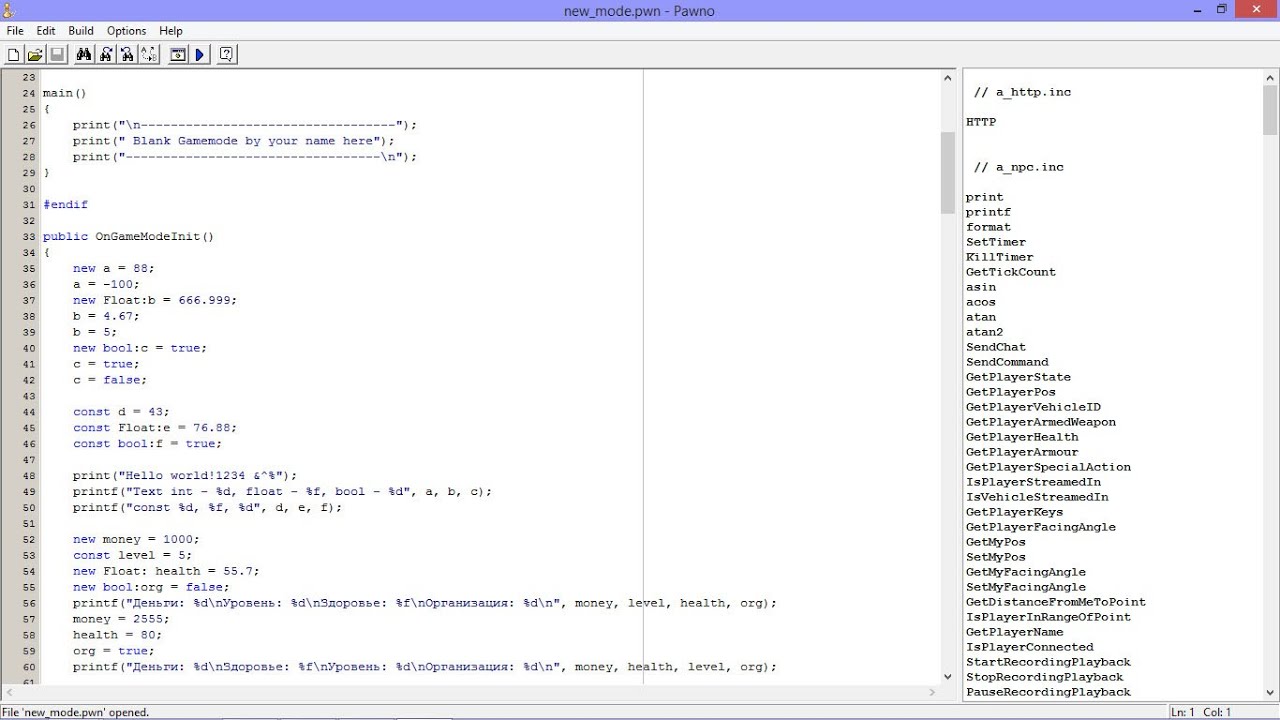 new_mode.pwn - Pawno
File Edit Build Options Help
23
24 main()
25 {
26 print("\n----------------------------------");
27 print(" Blank Gamemode by your name here");
28 print("----------------------------------\n");
29 }
30
31 #endif
32
33 public OnGameModeInit()
34 {
35 new a = 88;
36 a = -100;
37 new Float:b = 666.999;
38 b = 4.67;
39 b = 5;
40 new bool:c = true;
41 c = true;
42 c = false;
43
44 const d = 43;
45 const Float:e = 76.88;
46 const bool:f = true;
47
48 print("Hello world!1234 &^%");
49 printf("Text int - %d, float - %f, bool - %d", a, b, c);
50 printf("const %d, %f, %d", d, e, f);
51
52 new money = 1000;
53 const level = 5;
54 new Float: health = 55.7;
55 new bool:org = false;
56 printf("Деньги: %d\nУровень: %d\nЗдоровье: %f\nОрганизация: %d\n", money, level, health, org);
57 money = 2555;
58 health = 80;
59 org = true;
60 printf("Деньги: %d\nЗдоровье: %f\nУровень: %d\nОрганизация: %d\n", money, health, level, org);
61
// a_http.inc
HTTP
// a_npc.inc
print
printf
format
SetTimer
KillTimer
GetTickCount
asin
acos
atan
atan2
SendChat
SendCommand
GetPlayerState
GetPlayerPos
GetPlayerVehicleID
GetPlayerArmedWeapon
GetPlayerHealth
GetPlayerArmour
GetPlayerSpecialAction
IsPlayerStreamedIn
IsVehicleStreamedIn
GetPlayerKeys
GetPlayerFacingAngle
GetMyPos
SetMyPos
GetMyFacingAngle
SetMyFacingAngle
GetDistanceFromMeToPoint
IsPlayerInRangeOfPoint
GetPlayerName
IsPlayerConnected
StartRecordingPlayback
StopRecordingPlayback
PauseRecordingPlayback
File 'new_mode.pwn' opened.
Ln: 1 Col: 1